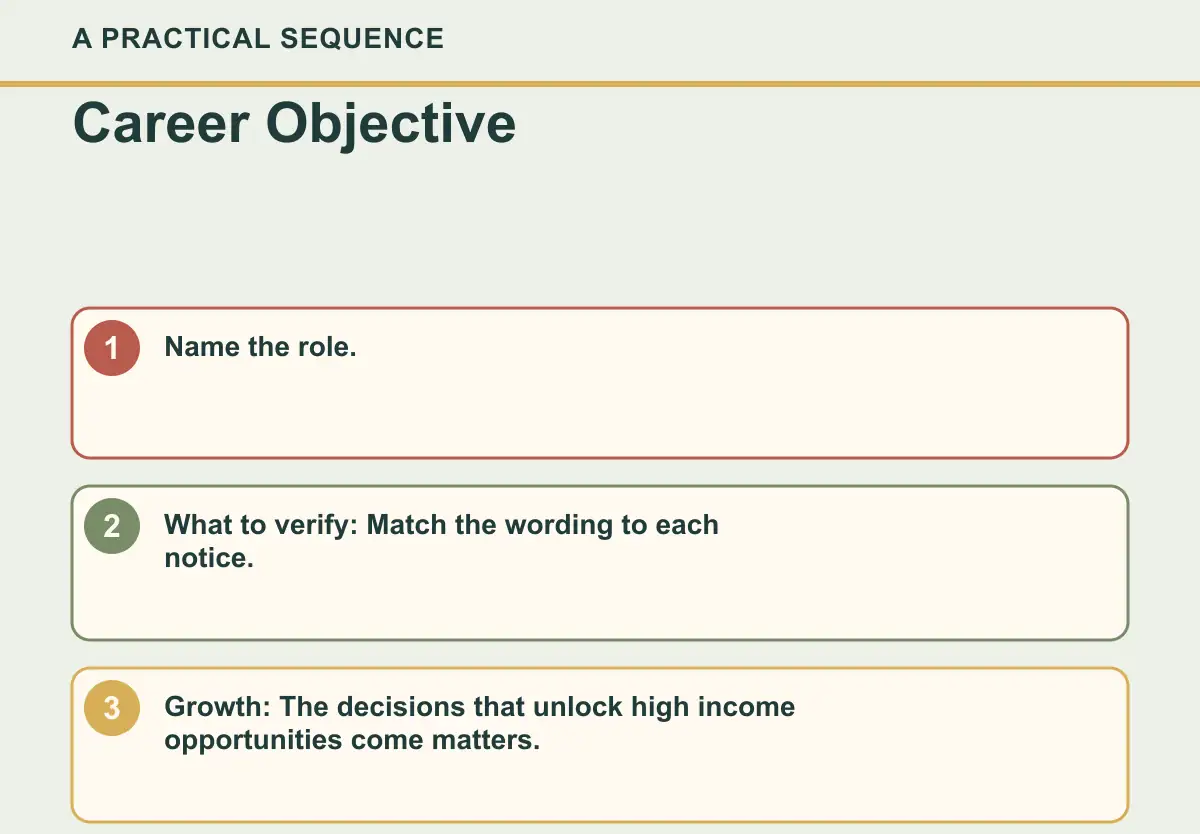 A PRACTICAL SEQUENCE
Career Objective
1
Name the role.
2
What to verify: Match the wording to each
notice.
3
Growth: The decisions that unlock high income
opportunities come matters.